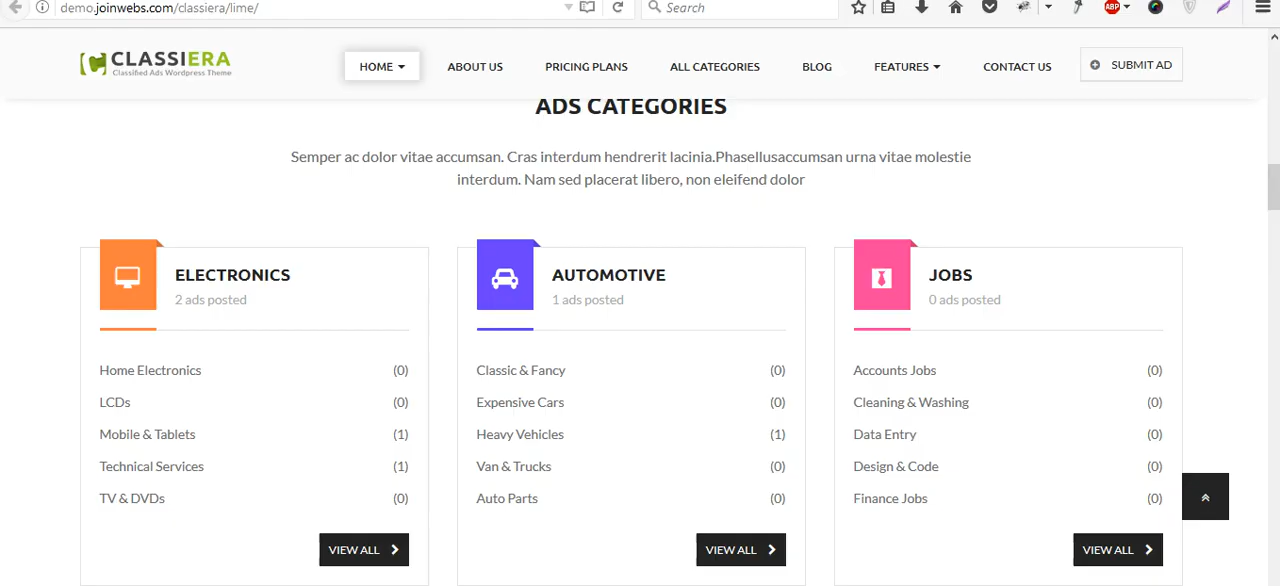 demo.joinwebs.com/classiera/lime/
Search
ABP
CLASSIERA
Classified Ads Wordpress Theme
HOME
ABOUT US
PRICING PLANS
ALL CATEGORIES
BLOG
FEATURES
CONTACT US
SUBMIT AD
ADS CATEGORIES
Semper ac dolor vitae accumsan. Cras interdum hendrerit lacinia.Phasellusaccumsan urna vitae molestie
interdum. Nam sed placerat libero, non eleifend dolor
ELECTRONICS
2 ads posted
Home Electronics (0)
LCDs (0)
Mobile & Tablets (1)
Technical Services (1)
TV & DVDs (0)
VIEW ALL
AUTOMOTIVE
1 ads posted
Classic & Fancy (0)
Expensive Cars (0)
Heavy Vehicles (1)
Van & Trucks (0)
Auto Parts (0)
VIEW ALL
JOBS
0 ads posted
Accounts Jobs (0)
Cleaning & Washing (0)
Data Entry (0)
Design & Code (0)
Finance Jobs (0)
VIEW ALL